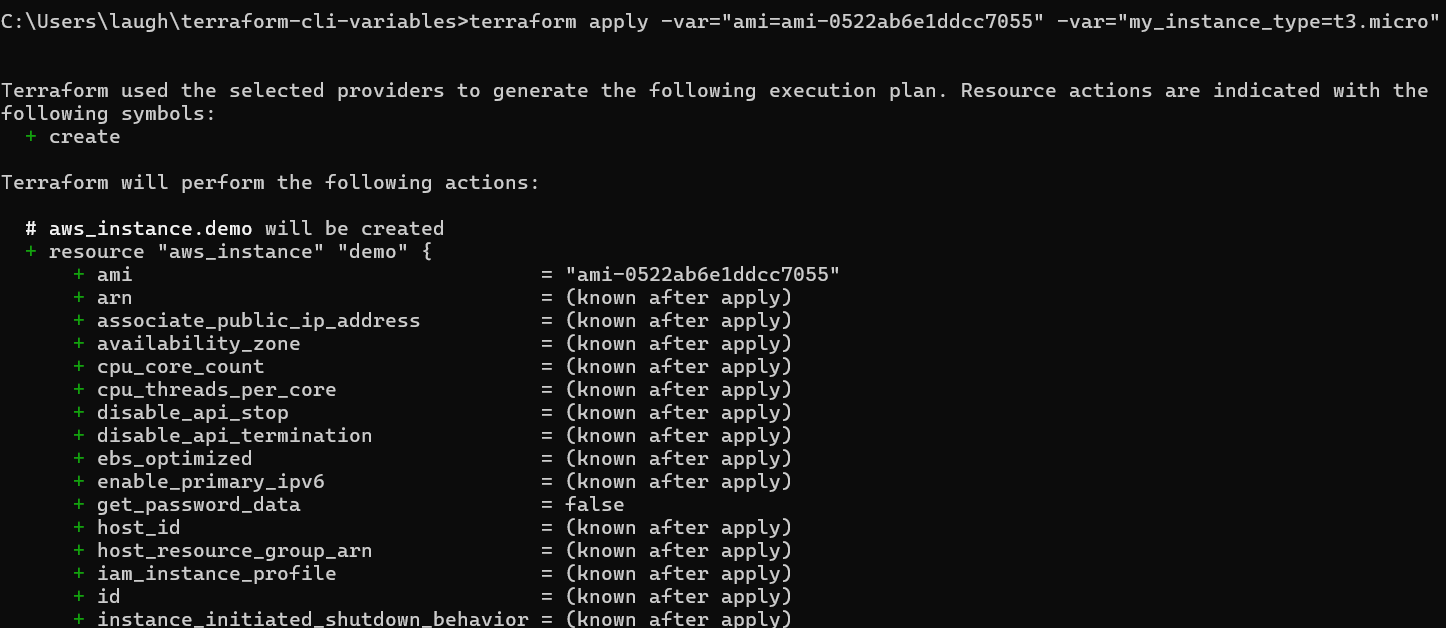 C:\Users\laugh\terraform-cli-variables>terraform apply -var="ami=ami-0522ab6e1ddcc7055" -var="my_instance_type=t3.micro"
Terraform used the selected providers to generate the following execution plan. Resource actions are indicated with the
following symbols:
  + create
Terraform will perform the following actions:
  # aws_instance.demo will be created
  + resource "aws_instance" "demo" {
      + ami                                  = "ami-0522ab6e1ddcc7055"
      + arn                                  = (known after apply)
      + associate_public_ip_address          = (known after apply)
      + availability_zone                    = (known after apply)
      + cpu_core_count                       = (known after apply)
      + cpu_threads_per_core                 = (known after apply)
      + disable_api_stop                     = (known after apply)
      + disable_api_termination              = (known after apply)
      + ebs_optimized                        = (known after apply)
      + enable_primary_ipv6                  = (known after apply)
      + get_password_data                    = false
      + host_id                              = (known after apply)
      + host_resource_group_arn              = (known after apply)
      + iam_instance_profile                 = (known after apply)
      + id                                   = (known after apply)
      + instance_initiated_shutdown_behavior = (known after apply)